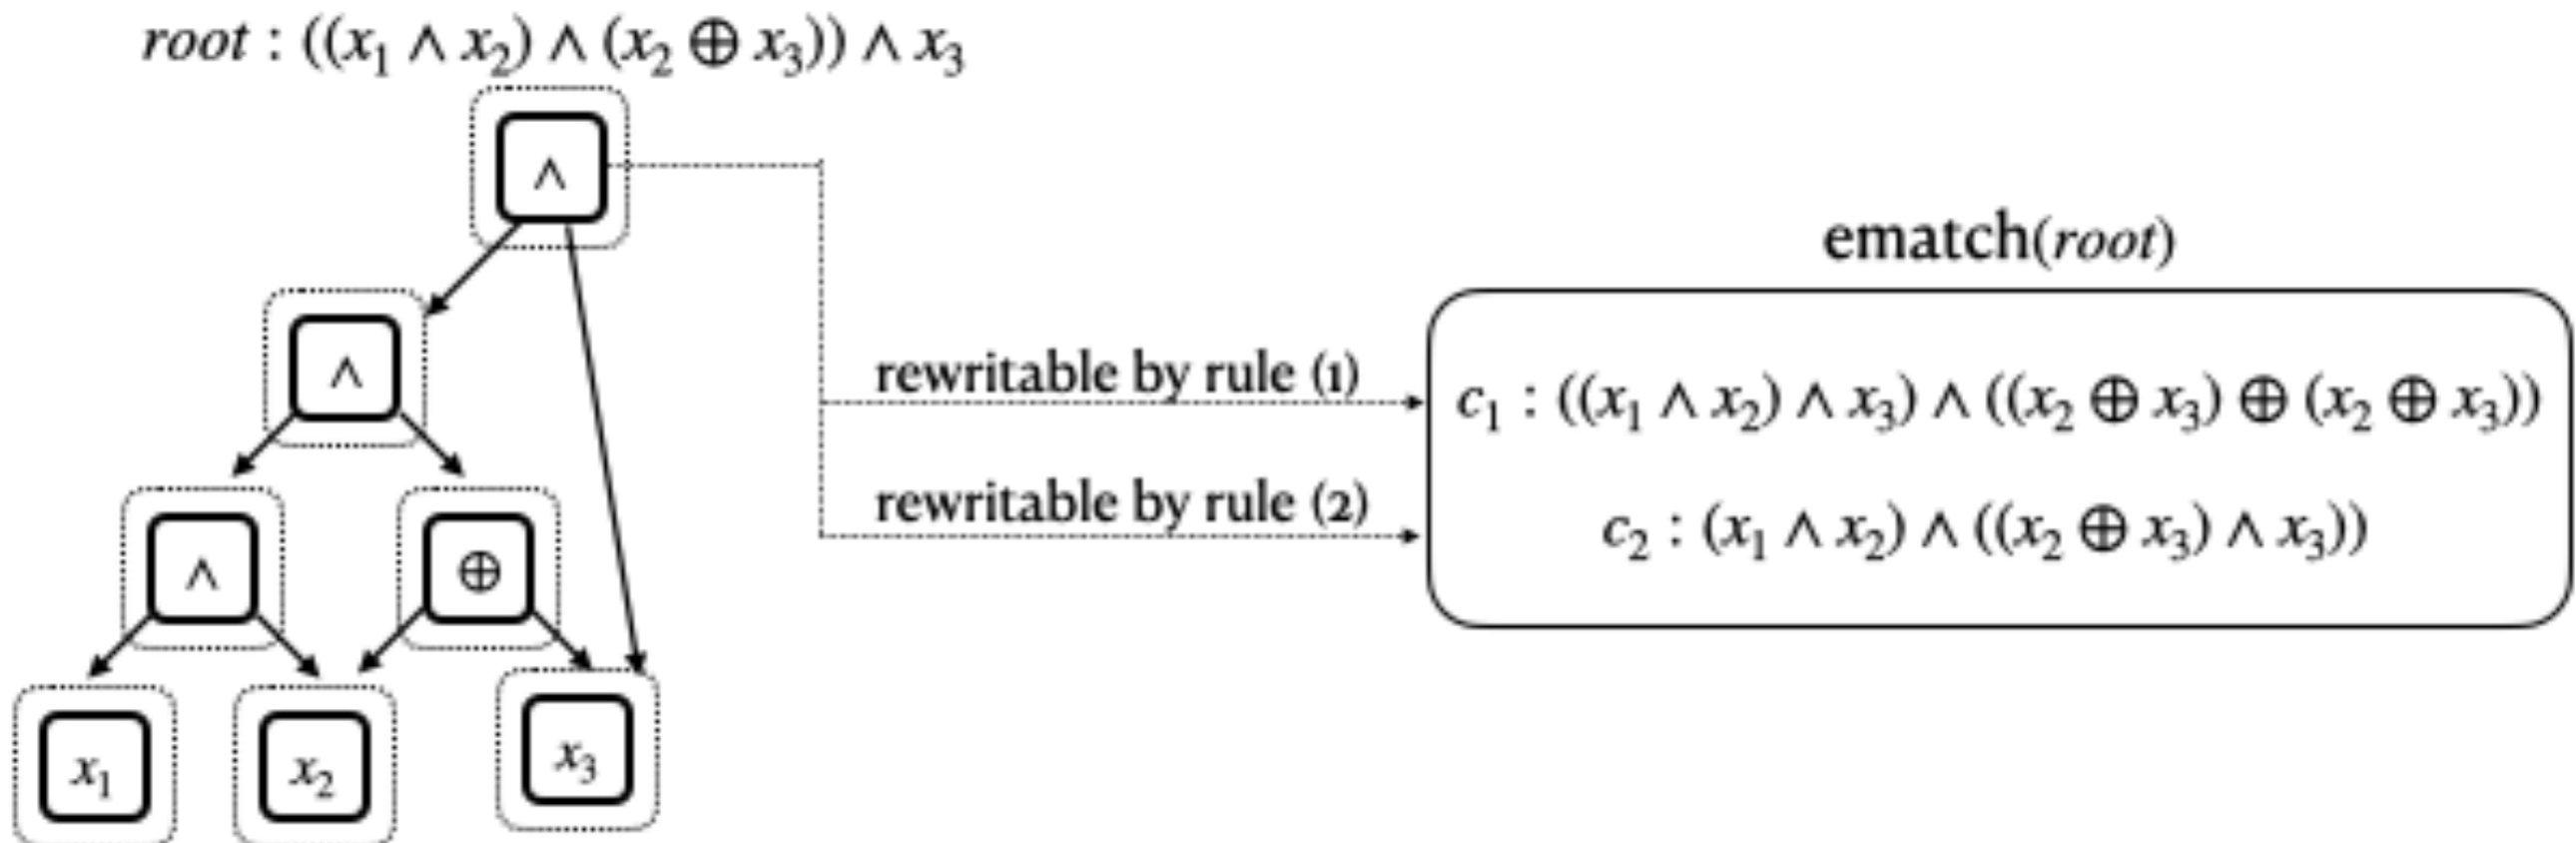 root : ((x₁ ∧ x₂) ∧ (x₂ ⊕ x₃)) ∧ x₃
∧
∧
∧
⊕
x₁
x₂
x₃
rewritable by rule (1)
rewritable by rule (2)
ematch(root)
c₁ : ((x₁ ∧ x₂) ∧ x₃) ∧ ((x₂ ⊕ x₃) ⊕ (x₂ ⊕ x₃))
c₂ : (x₁ ∧ x₂) ∧ ((x₂ ⊕ x₃) ∧ x₃))